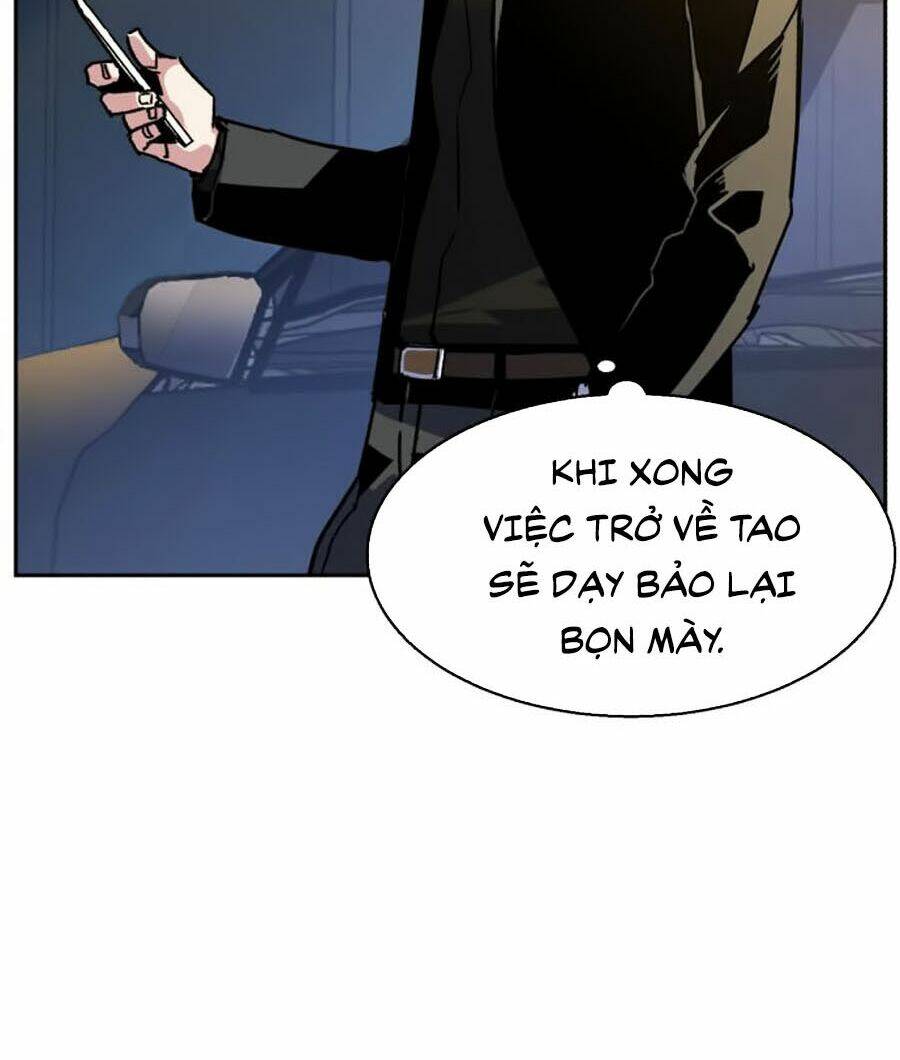 KHI XONG
VIỆC TRỞ VỀ TAO
SẼ DẠY BẢO LẠI
BỌN MÀY.